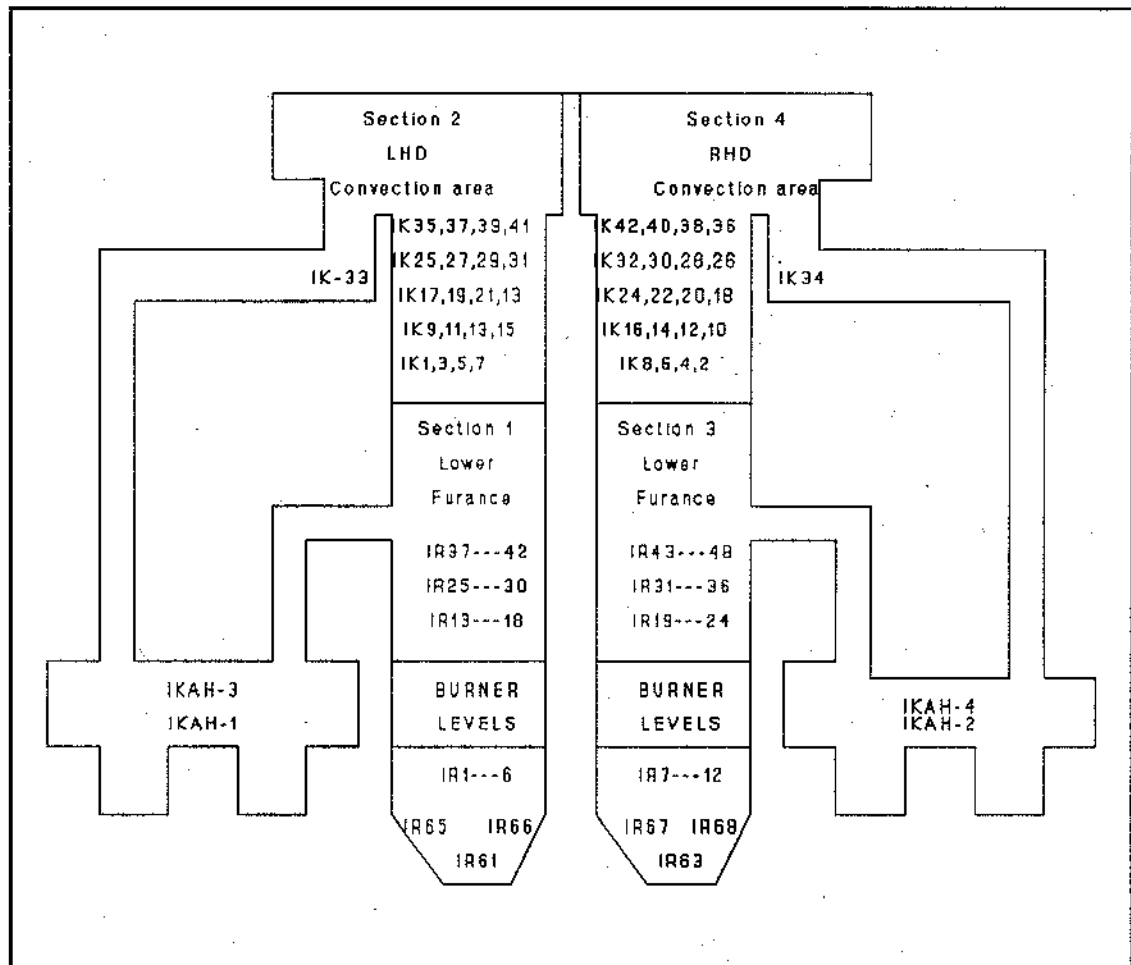 Section 2
LHD
Convection area
IK35,37,39,41
IK25,27,29,31
IK-33
IK17,19,21,13
IK9,11,13,15
IK1,3,5,7
Section 4
RHD
Convection area
IK42,40,38,36
IK32,30,28,26
IK34
IK24,22,20,18
IK16,14,12,10
IK8,6,4,2
Section 1
Lower
Furance
IR37---42
IR25---30
IR13---18
Section 3
Lower
Furance
IR43---48
IR31---36
IR19---24
IKAH-3
IKAH-1
BURNER
LEVELS
BURNER
LEVELS
IKAH-4
IKAH-2
IR1---6
IR65 IR66
IR61
IR7---12
IR67 IR68
IR63